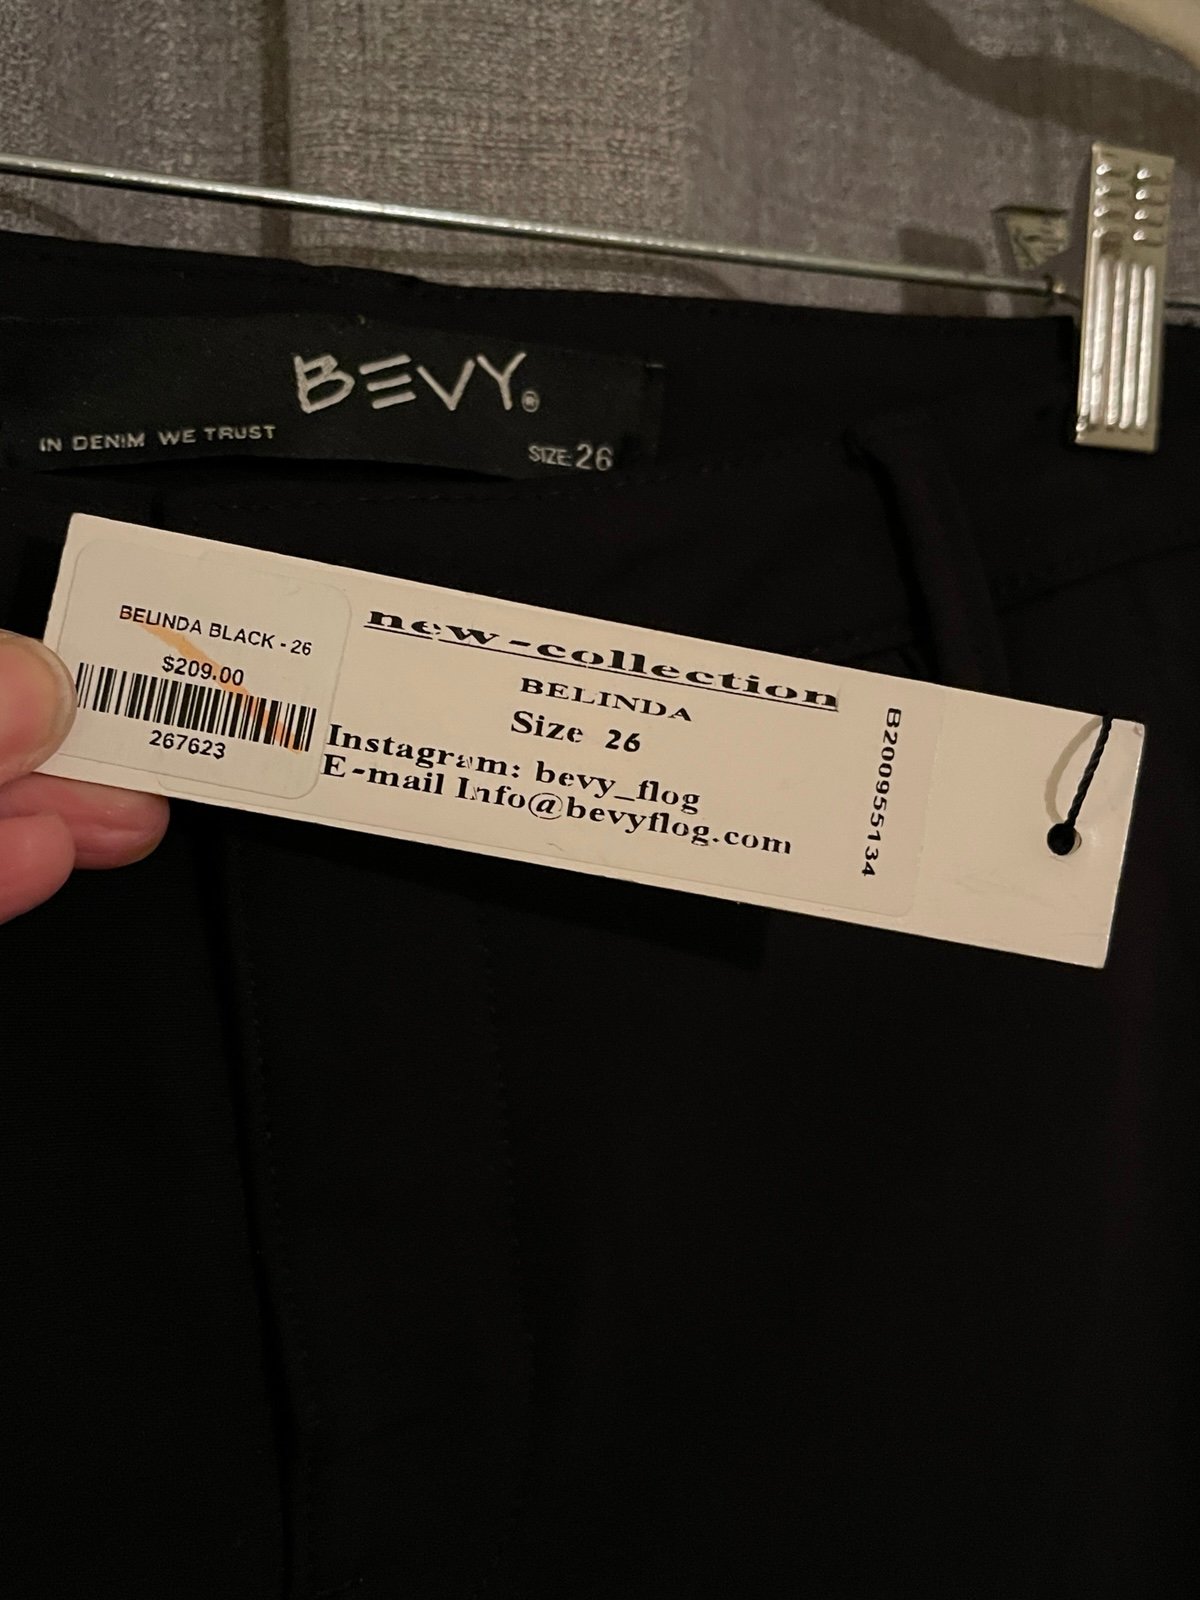 BEVY®
IN DENIM WE TRUST
SIZE:26
BELINDA BLACK - 26
$209.00
267623
new-collection
BELINDA
Size 26
Instagram: bevy_flog
E-mail Info@bevyflog.com
B200955134